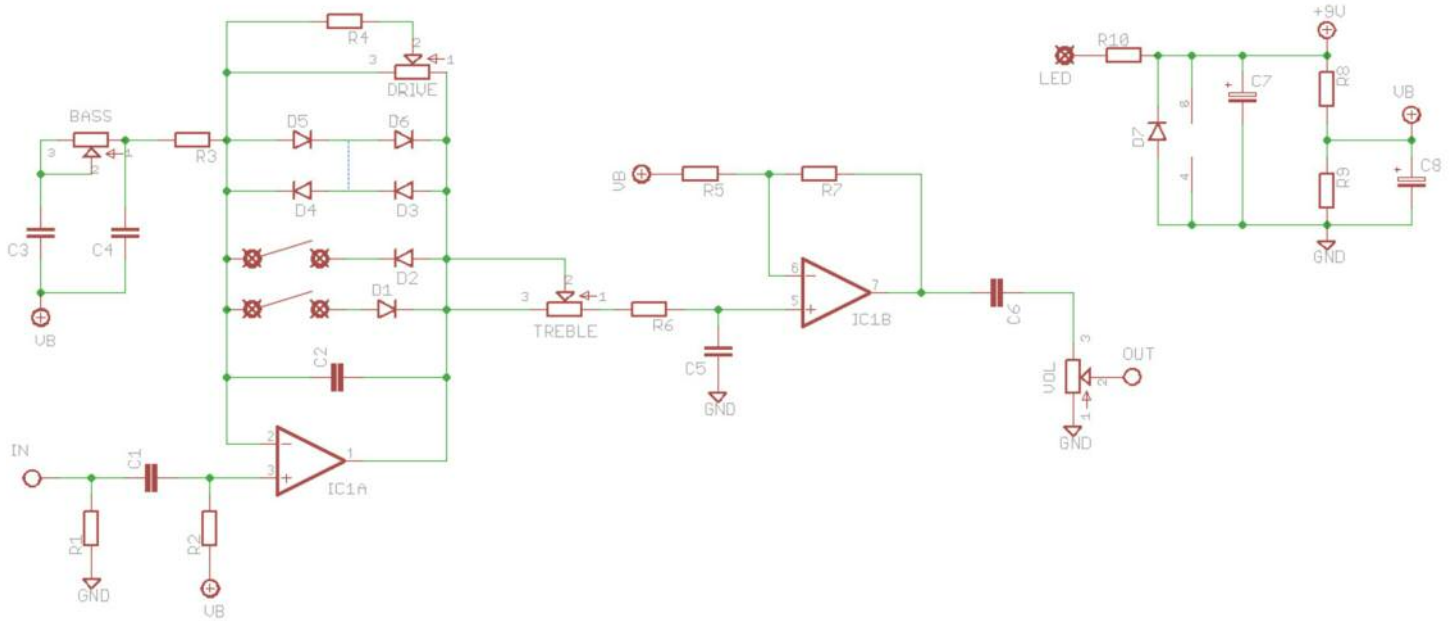 R4
2
3
1
DRIVE
BASS
3
2
1
R3
D5
D6
D4
D3
D2
D1
C2
C3
C4
VB
IN
C1
R1
GND
R2
VB
2
3
1
IC1A
2
3
1
TREBLE
R6
C5
GND
VB
R5
R7
6
5
7
IC1B
C6
3
VOL
2
1
OUT
GND
LED
R10
+9V
D7
8
4
C7
R8
R9
VB
C8
GND
+
+